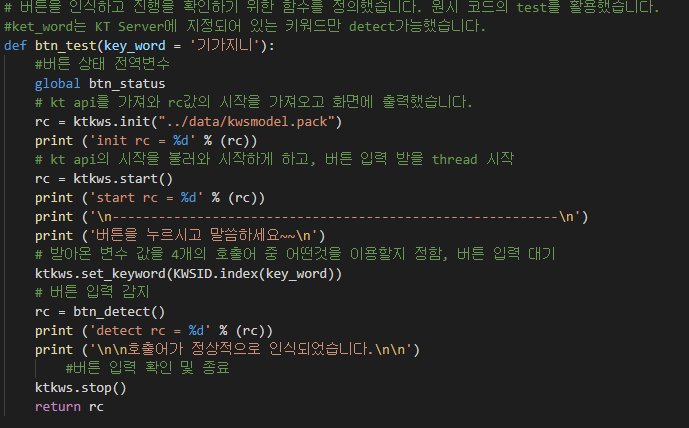 # 버튼을 인식하고 진행을 확인하기 위한 함수를 정의했습니다. 원시 코드의 test를 활용했습니다.
#ket_word는 KT Server에 지정되어 있는 키워드만 detect가능했습니다.
def btn_test(key_word = '기가지니'):
#버튼 상태 전역변수
global btn_status
# kt api를 가져와 rc값의 시작을 가져오고 화면에 출력했습니다.
rc = ktkws.init("../data/kwsmodel.pack")
print ('init rc = %d' % (rc))
# kt api의 시작을 불러와 시작하게 하고, 버튼 입력 받을 thread 시작
rc = ktkws.start()
print ('start rc = %d' % (rc))
print ('\n----------------------------------------------------------\n')
print ('버튼을 누르시고 말씀하세요~~\n')
# 받아온 변수 값을 4개의 호출어 중 어떤것을 이용할지 정함, 버튼 입력 대기
ktkws.set_keyword(KWSID.index(key_word))
# 버튼 입력 감지
rc = btn_detect()
print ('detect rc = %d' % (rc))
print ('\n\n호출어가 정상적으로 인식되었습니다.\n\n')
#버튼 입력 확인 및 종료
ktkws.stop()
return rc